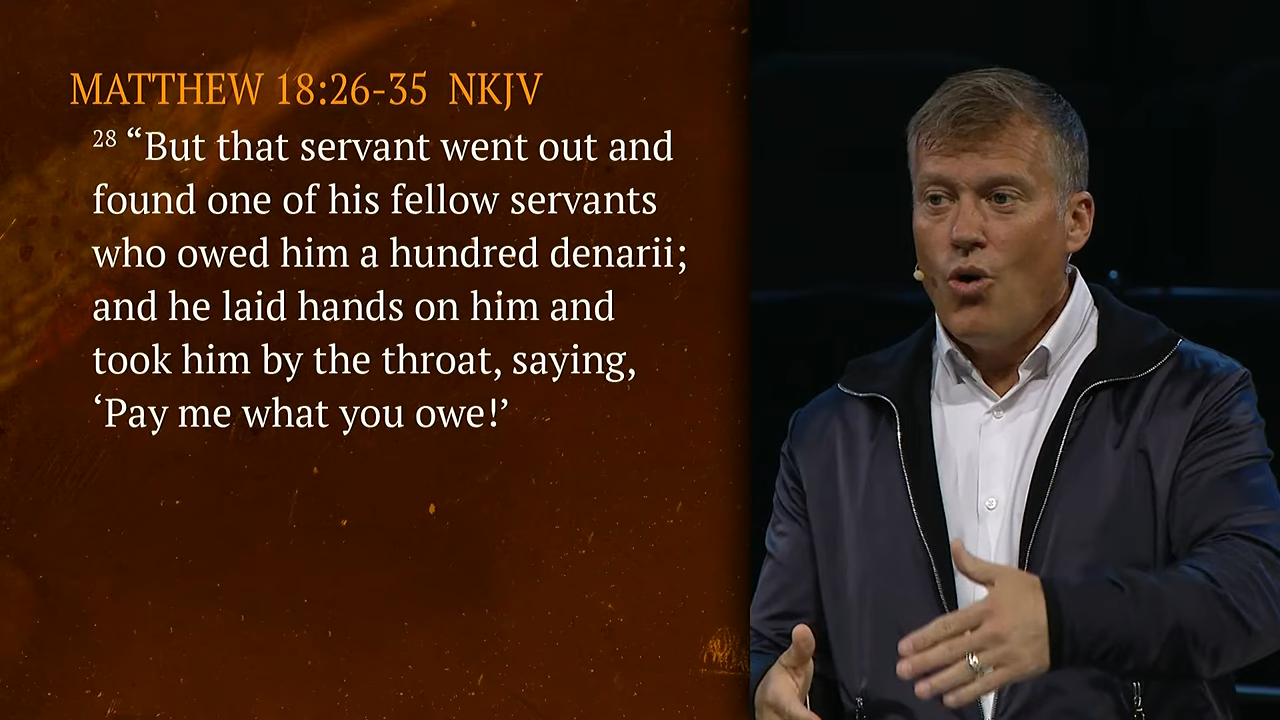 MATTHEW 18:26-35 NKJV
28 “But that servant went out and
found one of his fellow servants
who owed him a hundred denarii;
and he laid hands on him and
took him by the throat, saying,
‘Pay me what you owe!’